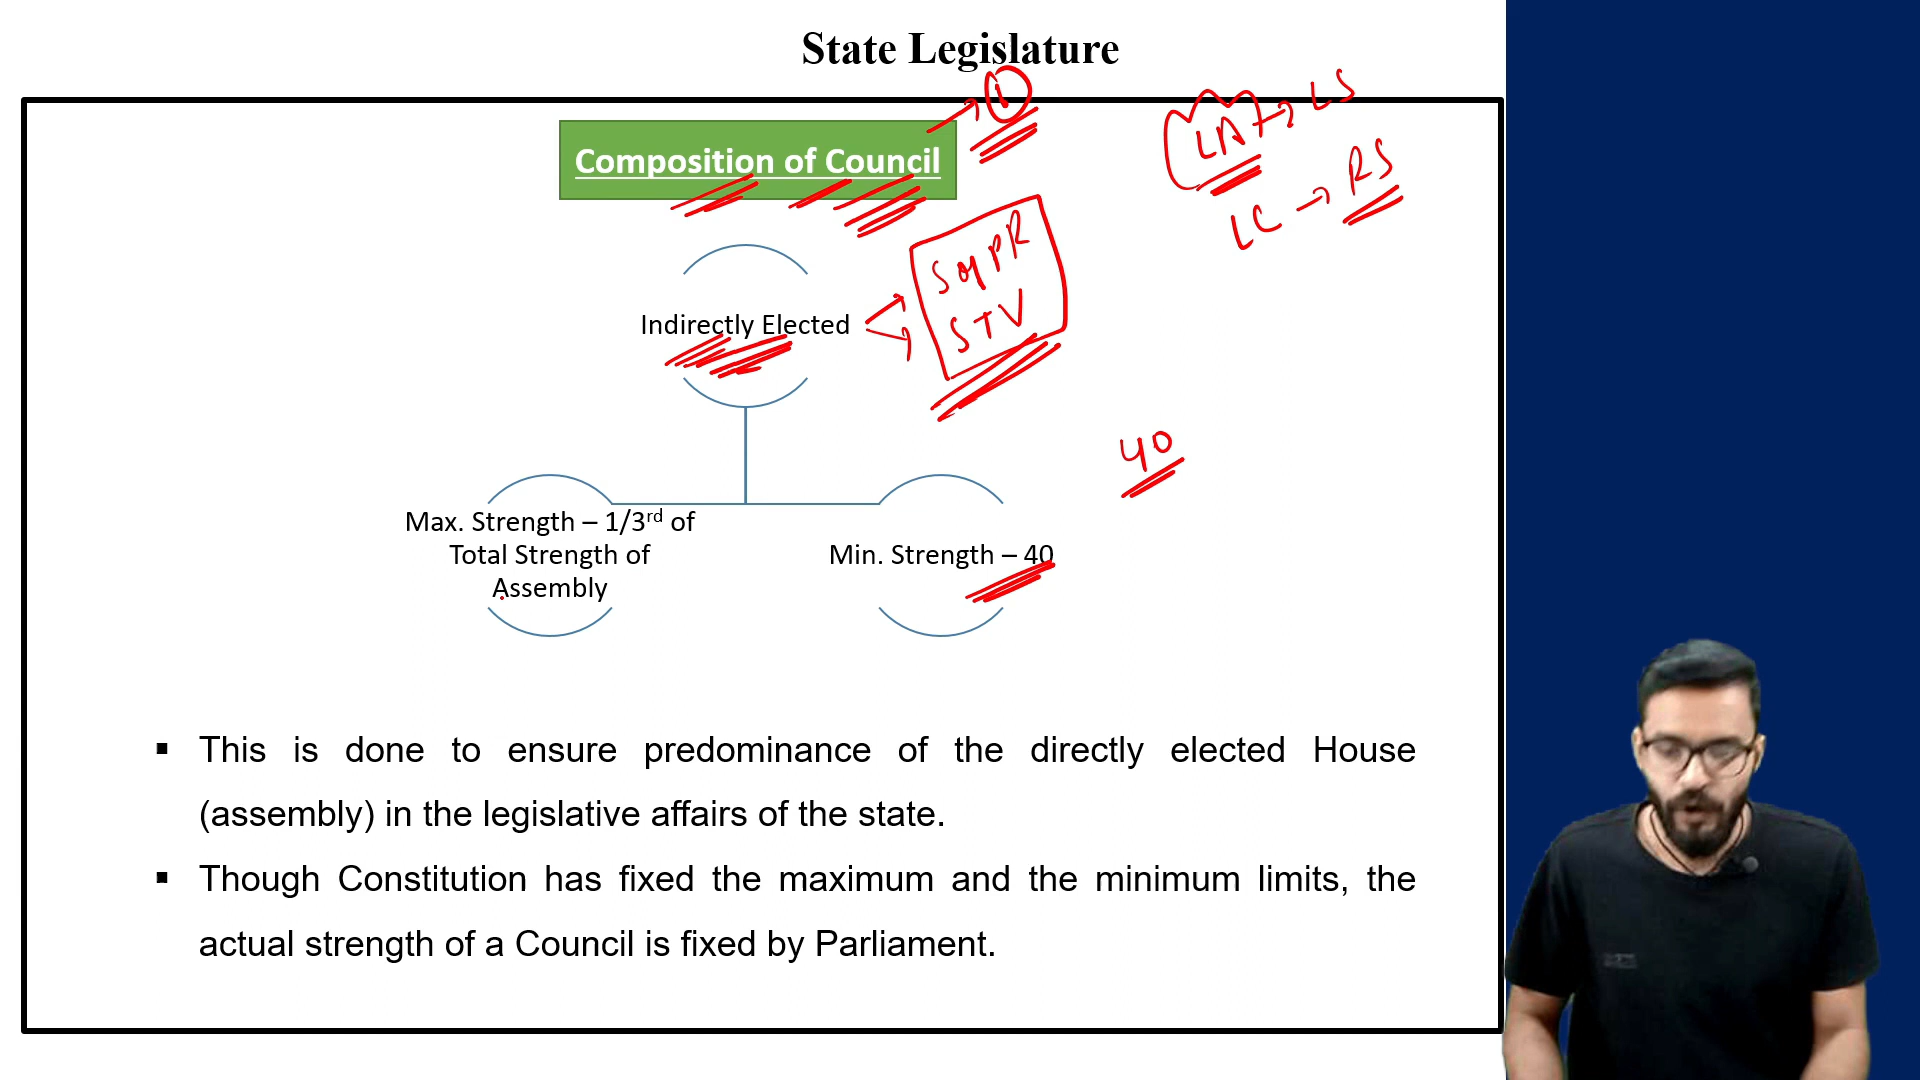 State Legislature
Composition of Council
1
LA → LS
LC → RS
Indirectly Elected
S of PR
STV
40
Max. Strength – 1/3rd of
Total Strength of
Assembly
Min. Strength – 40
▪ This is done to ensure predominance of the directly elected House
(assembly) in the legislative affairs of the state.
▪ Though Constitution has fixed the maximum and the minimum limits, the
actual strength of a Council is fixed by Parliament.